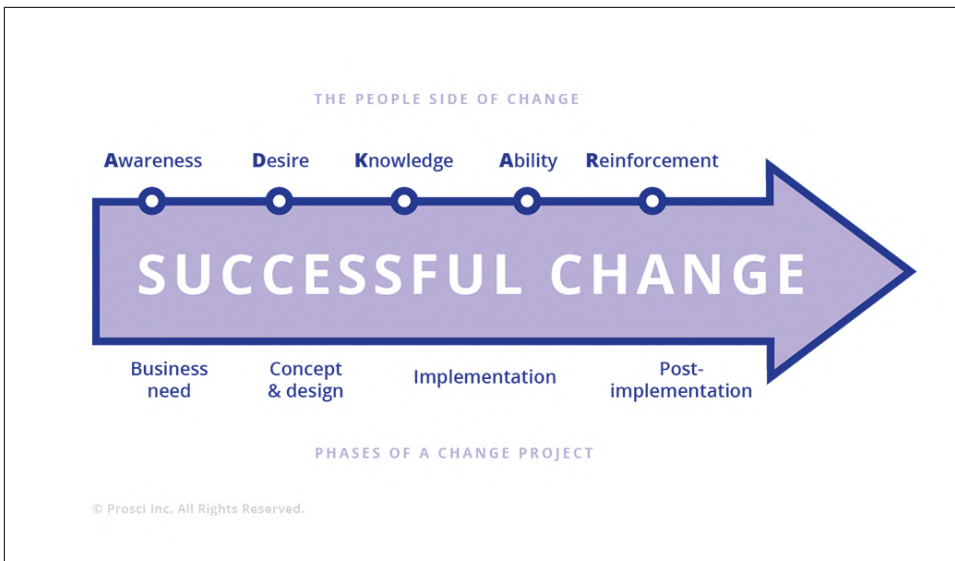 THE PEOPLE SIDE OF CHANGE
Awareness Desire Knowledge Ability Reinforcement
SUCCESSFUL CHANGE
Business need
Concept & design
Implementation
Post-implementation
PHASES OF A CHANGE PROJECT
© Prosci Inc. All Rights Reserved.